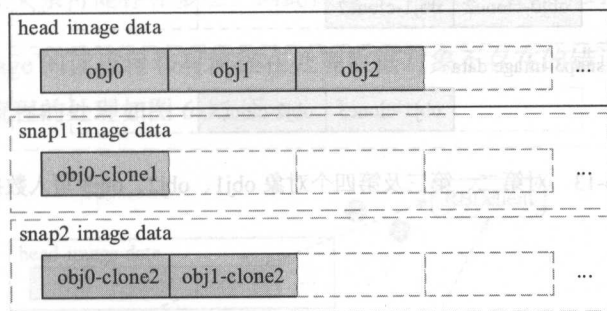 head image data
obj0 obj1 obj2 ...
snap1 image data
obj0-clone1 ...
snap2 image data
obj0-clone2 obj1-clone2 ...